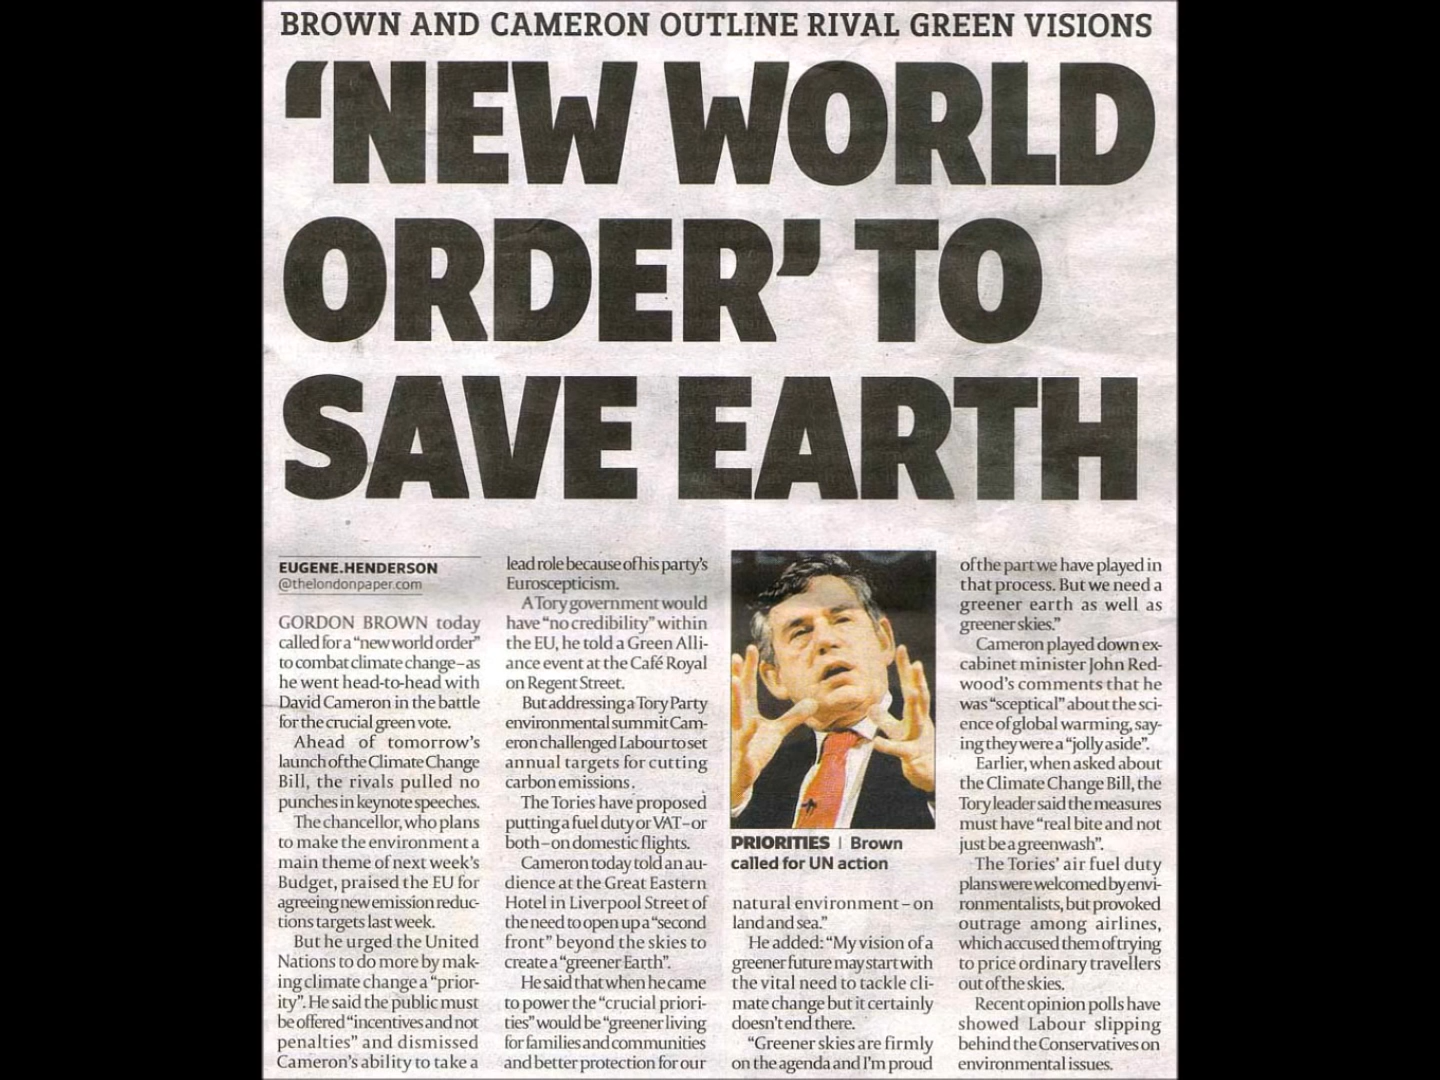 BROWN AND CAMERON OUTLINE RIVAL GREEN VISIONS
‘NEW WORLD
ORDER’ TO
SAVE EARTH
EUGENE.HENDERSON
@thelondonpaper.com
GORDON BROWN today
called for a “new world order”
to combat climate change – as
he went head-to-head with
David Cameron in the battle
for the crucial green vote.
Ahead of tomorrow’s
launch of the Climate Change
Bill, the rivals pulled no
punches in keynote speeches.
The chancellor, who plans
to make the environment a
main theme of next week’s
Budget, praised the EU for
agreeing new emission reduc-
tions targets last week.
But he urged the United
Nations to do more by mak-
ing climate change a “prior-
ity”. He said the public must
be offered “incentives and not
penalties” and dismissed
Cameron’s ability to take a
lead role because of his party’s
Euroscepticism.
A Tory government would
have “no credibility” within
the EU, he told a Green Alli-
ance event at the Café Royal
on Regent Street.
But addressing a Tory Party
environmental summit Cam-
eron challenged Labour to set
annual targets for cutting
carbon emissions.
The Tories have proposed
putting a fuel duty or VAT – or
both – on domestic flights.
Cameron today told an au-
dience at the Great Eastern
Hotel in Liverpool Street of
the need to open up a “second
front” beyond the skies to
create a “greener Earth”.
He said that when he came
to power the “crucial priori-
ties” would be “greener living
for families and communities
and better protection for our
PRIORITIES | Brown
called for UN action
natural environment – on
land and sea.”
He added: “My vision of a
greener future may start with
the vital need to tackle cli-
mate change but it certainly
doesn’t end there.
“Greener skies are firmly
on the agenda and I’m proud
of the part we have played in
that process. But we need a
greener earth as well as
greener skies.”
Cameron played down ex-
cabinet minister John Red-
wood’s comments that he
was “sceptical” about the sci-
ence of global warming, say-
ing they were a “jolly aside”.
Earlier, when asked about
the Climate Change Bill, the
Tory leader said the measures
must have “real bite and not
just be a greenwash”.
The Tories’ air fuel duty
plans were welcomed by envi-
ronmentalists, but provoked
outrage among airlines,
which accused them of trying
to price ordinary travellers
out of the skies.
Recent opinion polls have
showed Labour slipping
behind the Conservatives on
environmental issues.